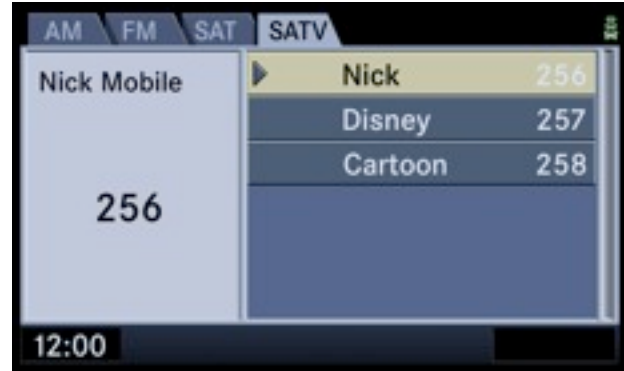 AM FM SAT SATV
Nick Mobile
256
Nick 256
Disney 257
Cartoon 258
12:00